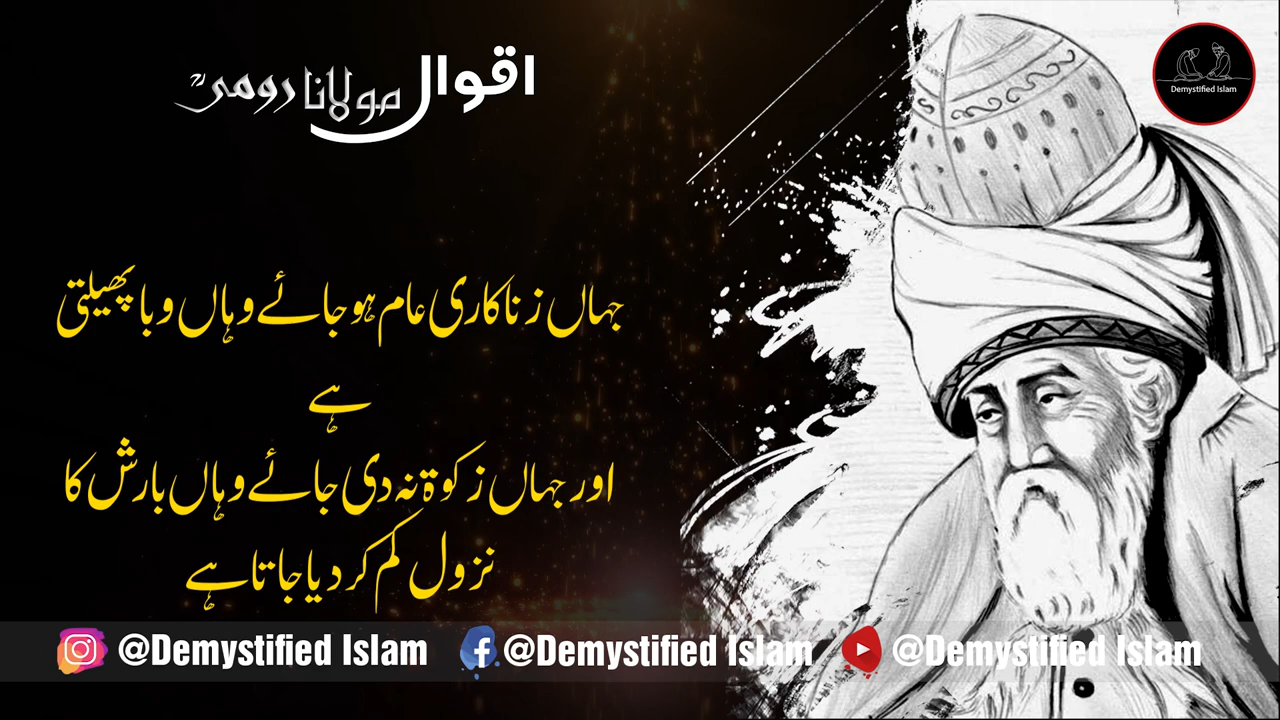 اقوال مولانا رومیؒ
Demystified Islam
جہاں زناکاری عام ہو جائے وہاں وبا پھیلتی
ہے
اور جہاں زکوۃ نہ دی جائے وہاں بارش کا
نزول کم کر دیا جاتا ہے
@Demystified Islam @Demystified Islam @Demystified Islam